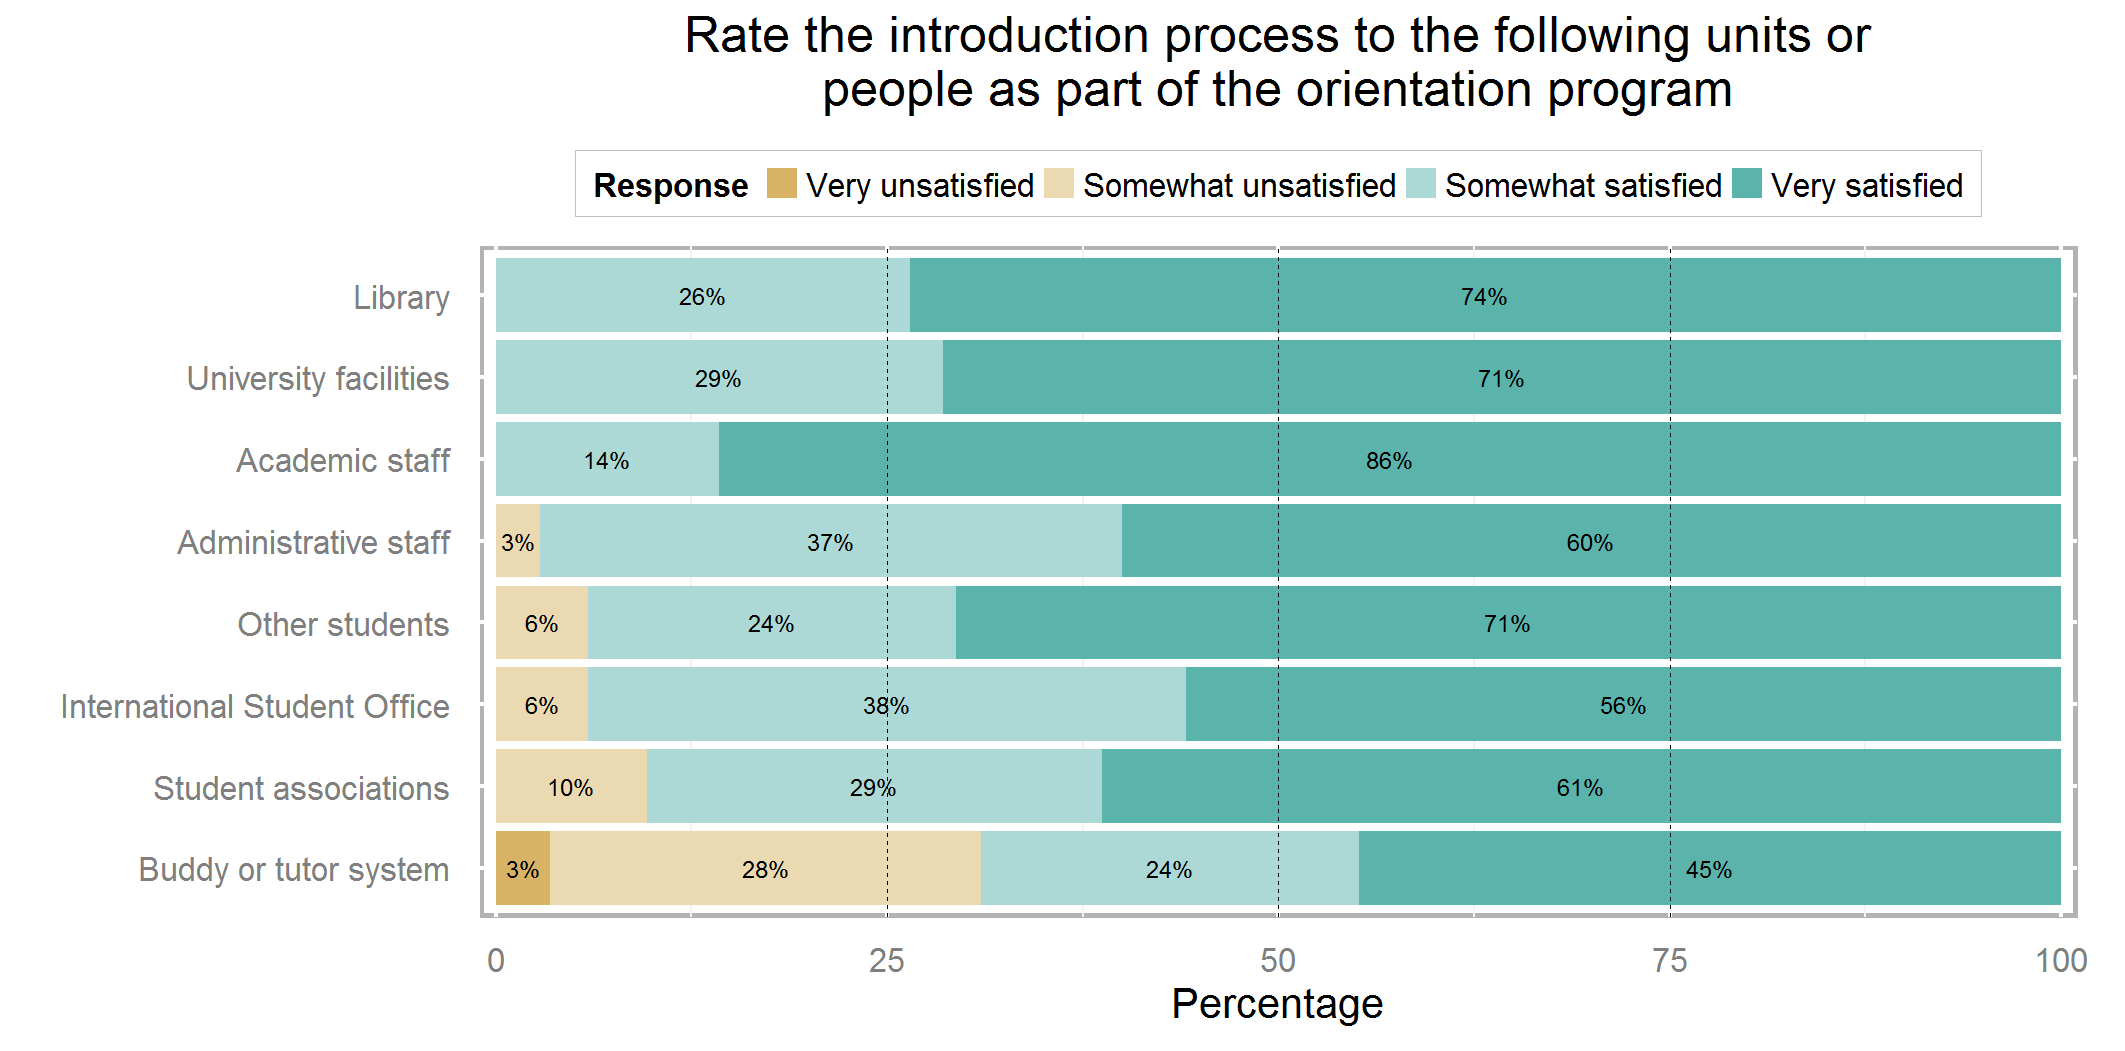 Rate the introduction process to the following units or
people as part of the orientation program
Response Very unsatisfied Somewhat unsatisfied Somewhat satisfied Very satisfied
Library 26% 74%
University facilities 29% 71%
Academic staff 14% 86%
Administrative staff 3% 37% 60%
Other students 6% 24% 71%
International Student Office 6% 38% 56%
Student associations 10% 29% 61%
Buddy or tutor system 3% 28% 24% 45%
0 25 50 75 100
Percentage